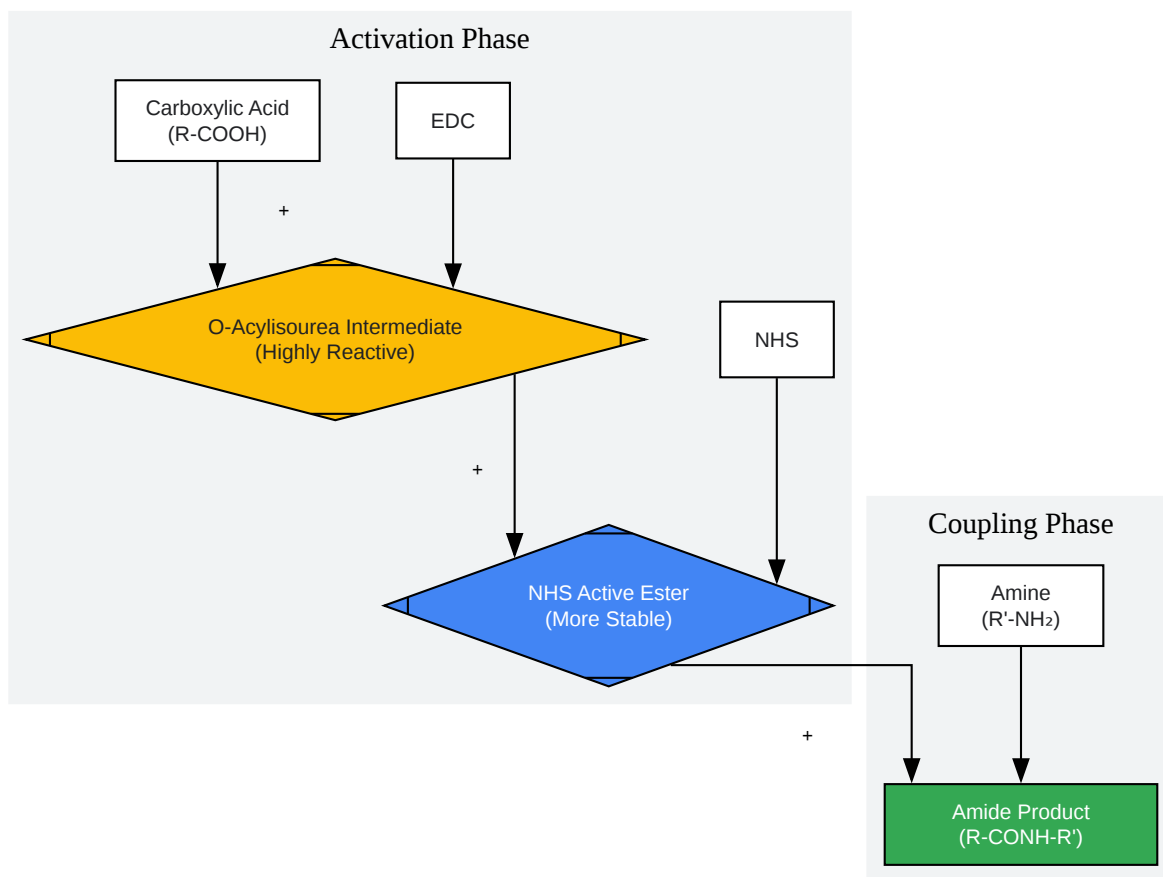 Activation Phase
Carboxylic Acid
(R-COOH)
EDC
+
O-Acylisourea Intermediate
(Highly Reactive)
NHS
+
Coupling Phase
NHS Active Ester
(More Stable)
Amine
(R'-NH₂)
+
Amide Product
(R-CONH-R')